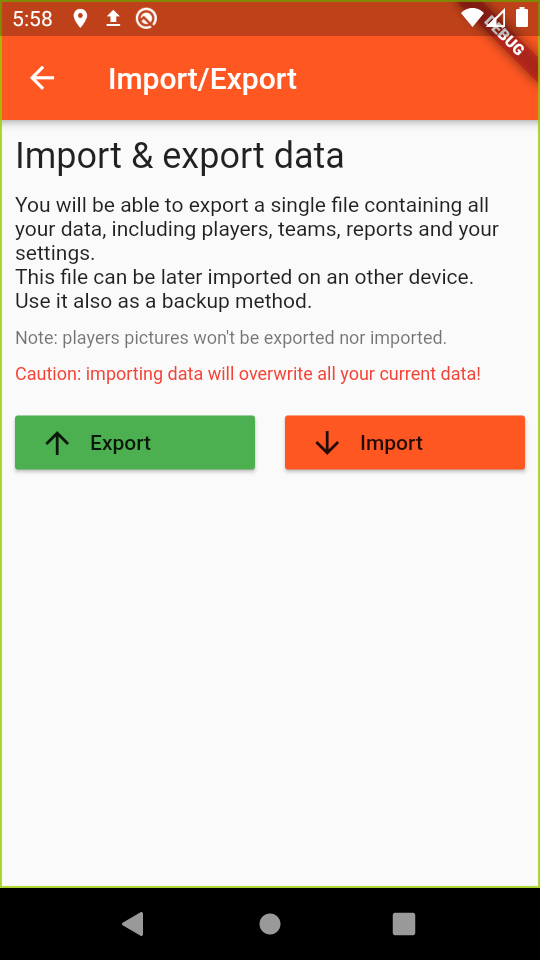 5:58
DEBUG
Import/Export
Import & export data
You will be able to export a single file containing all
your data, including players, teams, reports and your
settings.
This file can be later imported on an other device.
Use it also as a backup method.
Note: players pictures won't be exported nor imported.
Caution: importing data will overwrite all your current data!
Export
Import